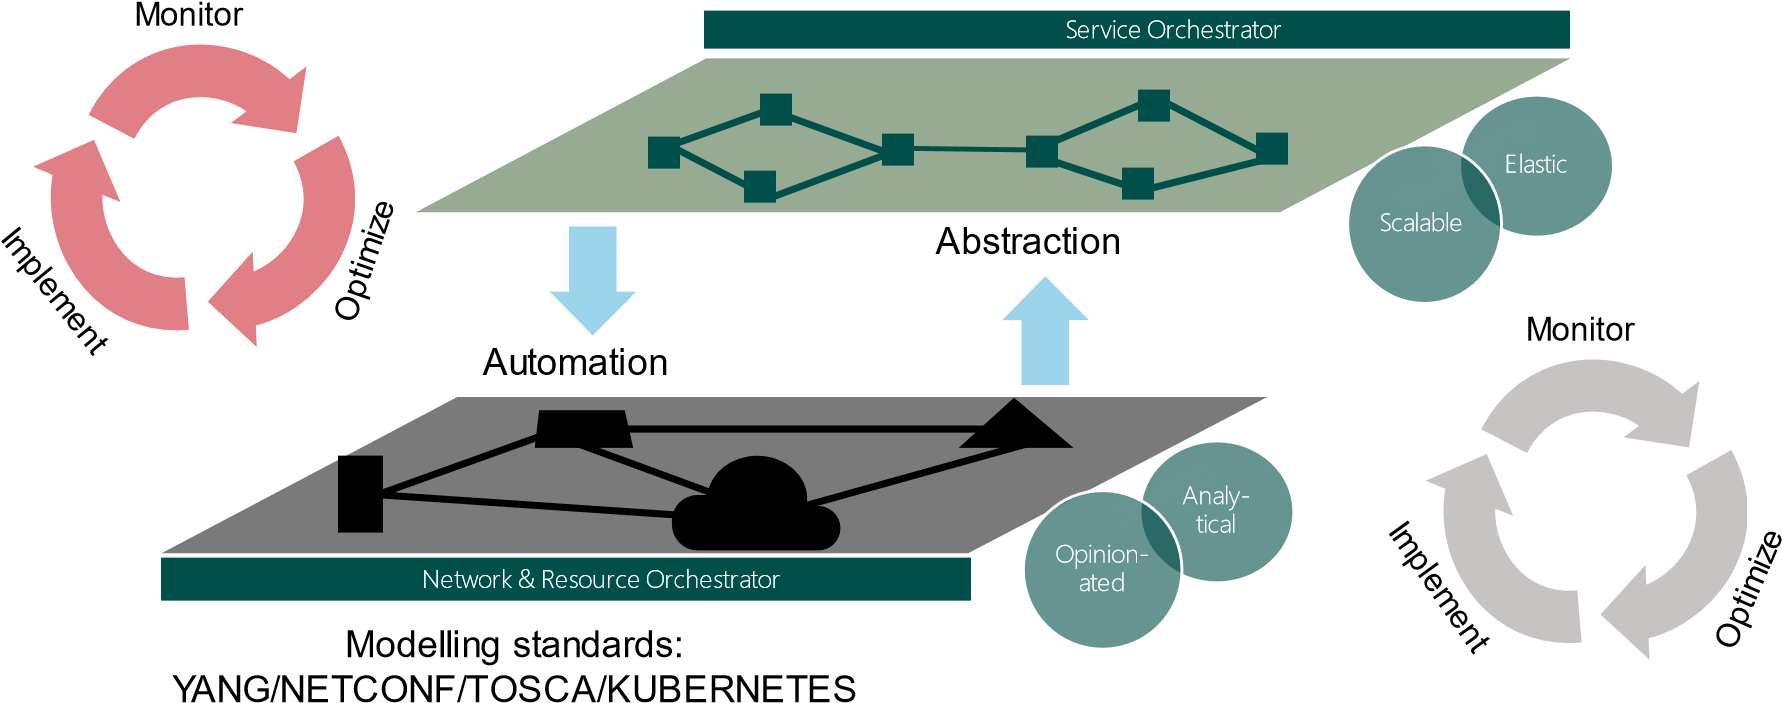 Monitor
Service Orchestrator
Elastic
Scalable
Optimize
Implement
Abstraction
Automation
Monitor
Analy-
tical
Opinion-
ated
Optimize
Implement
Network & Resource Orchestrator
Modelling standards:
YANG/NETCONF/TOSCA/KUBERNETES